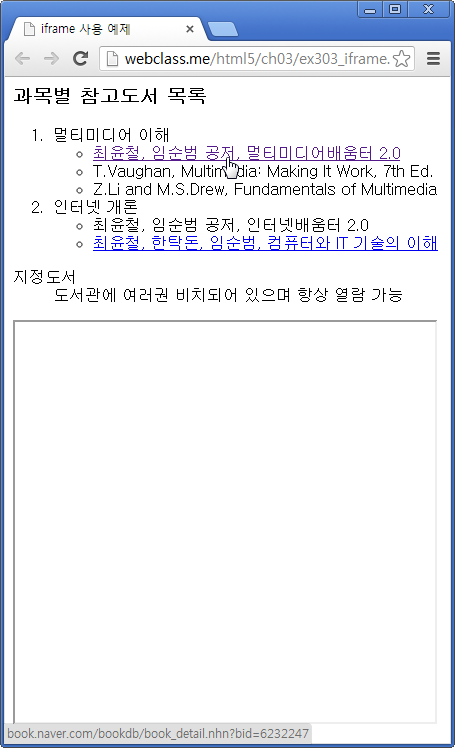 iframe 사용 예제
webclass.me/html5/ch03/ex303_iframe.
과목별 참고도서 목록
1. 멀티미디어 이해
최윤철, 임순범 공저, 멀티미디어배움터 2.0
T.Vaughan, Multimedia: Making It Work, 7th Ed.
Z.Li and M.S.Drew, Fundamentals of Multimedia
2. 인터넷 개론
최윤철, 임순범 공저, 인터넷배움터 2.0
최윤철, 한탁돈, 임순범, 컴퓨터와 IT 기술의 이해
지정도서
도서관에 여러권 비치되어 있으며 항상 열람 가능
book.naver.com/bookdb/book_detail.nhn?bid=6232247